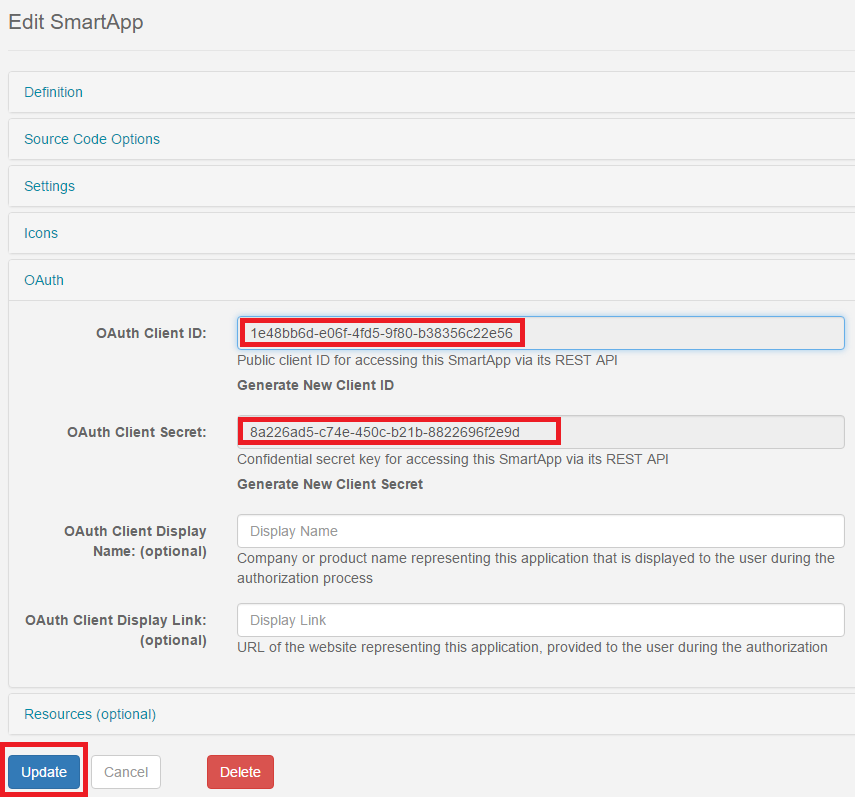 Edit SmartApp
Definition
Source Code Options
Settings
Icons
OAuth
OAuth Client ID:
1e48bb6d-e06f-4fd5-9f80-b38356c22e56
Public client ID for accessing this SmartApp via its REST API
Generate New Client ID
OAuth Client Secret:
8a226ad5-c74e-450c-b21b-8822696f2e9d
Confidential secret key for accessing this SmartApp via its REST API
Generate New Client Secret
OAuth Client Display
Name: (optional)
Display Name
Company or product name representing this application that is displayed to the user during the
authorization process
OAuth Client Display Link:
(optional)
Display Link
URL of the website representing this application, provided to the user during the authorization
Resources (optional)
Update
Cancel
Delete